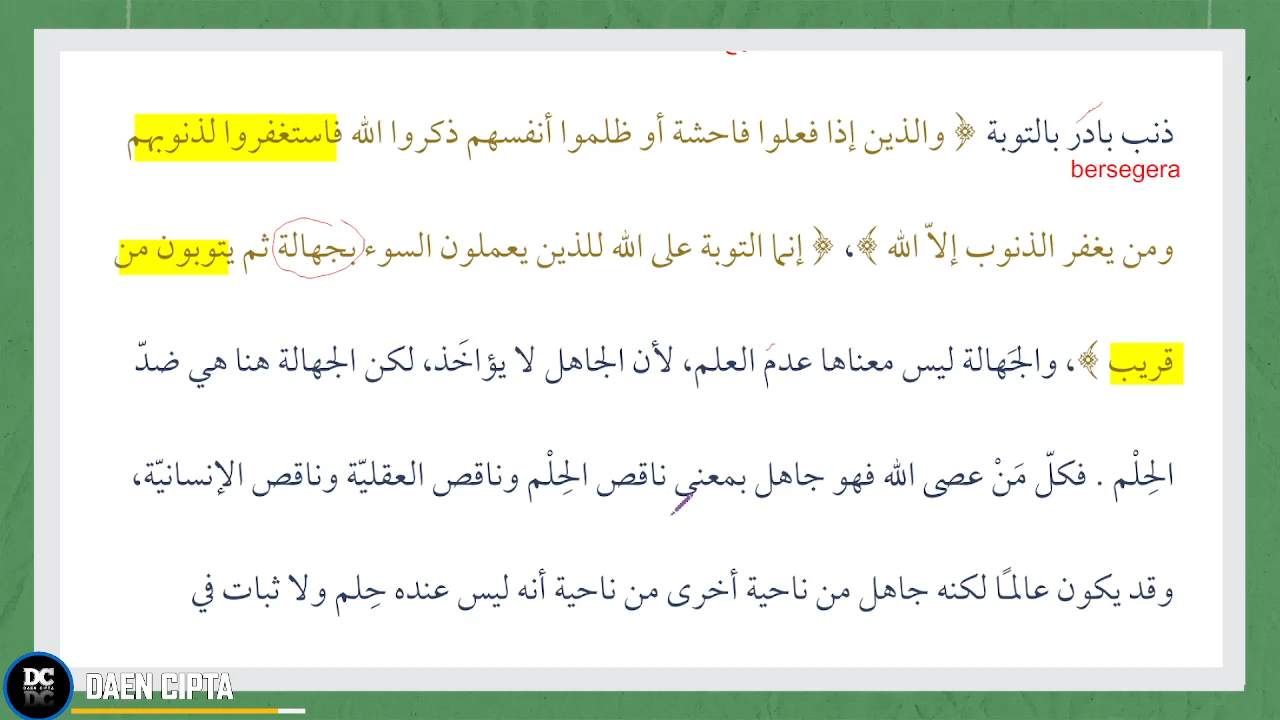 ذنب بادَر بالتوبة ﴿ والذين إذا فعلوا فاحشة أو ظلموا أنفسهم ذكروا الله فاستغفروا لذنوبهم
bersegera
ومن يغفر الذنوب إلاّ الله ﴾، ﴿ إنما التوبة على الله للذين يعملون السوء بجهالة ثم يتوبون من
قريب ﴾، والجَهالة ليس معناها عدمَ العلم، لأن الجاهل لا يؤاخَذ، لكن الجهالة هنا هي ضدّ
الحِلْم . فكلّ مَنْ عصى الله فهو جاهل بمعنى ناقص الحِلْم وناقص العقليّة وناقص الإنسانيّة،
وقد يكون عالمًا لكنه جاهل من ناحية أخرى من ناحية أنه ليس عنده حِلم ولا ثبات في
DC
DAEN CIPTA
DAEN CIPTA